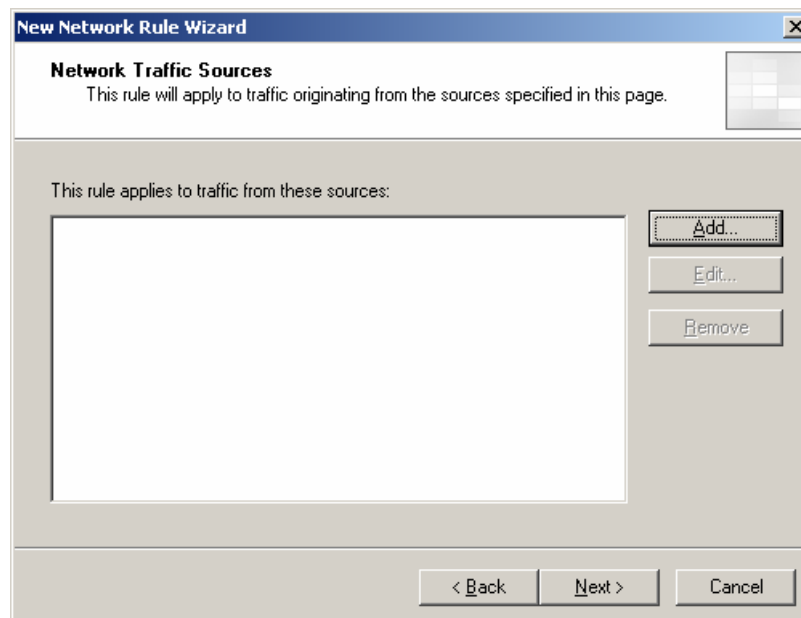 New Network Rule Wizard
Network Traffic Sources
This rule will apply to traffic originating from the sources specified in this page.
This rule applies to traffic from these sources:
Add...
Edit...
Remove
< Back
Next >
Cancel